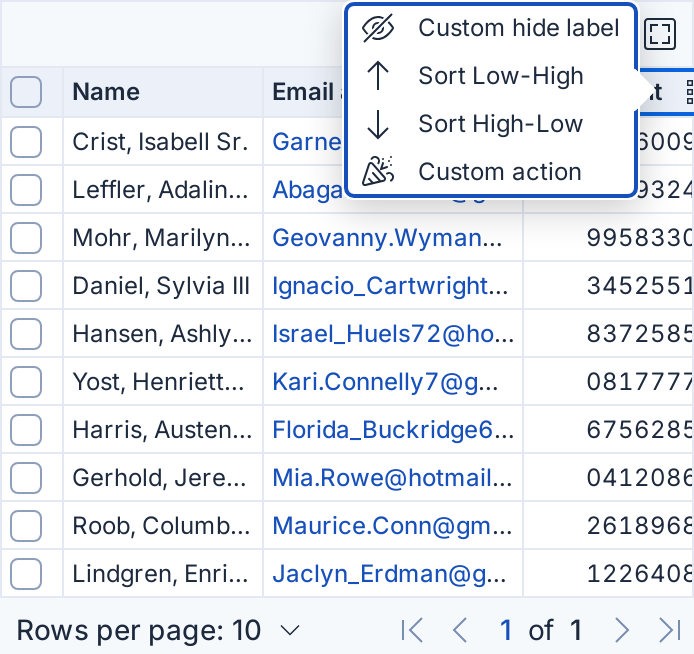 Custom hide label
Sort Low-High
Sort High-Low
Custom action
Name Email t
Crist, Isabell Sr. Garne 6009
Leffler, Adalin... Abaga 9324
Mohr, Marilyn... Geovanny.Wyman... 9958330
Daniel, Sylvia III Ignacio_Cartwright... 3452551
Hansen, Ashly... Israel_Huels72@ho... 8372585
Yost, Henriett... Kari.Connelly7@g... 0817777
Harris, Austen... Florida_Buckridge6... 6756285
Gerhold, Jere... Mia.Rowe@hotmail... 0412086
Roob, Columb... Maurice.Conn@gm... 2618968
Lindgren, Enri... Jaclyn_Erdman@g... 1226408
Rows per page: 10 1 of 1